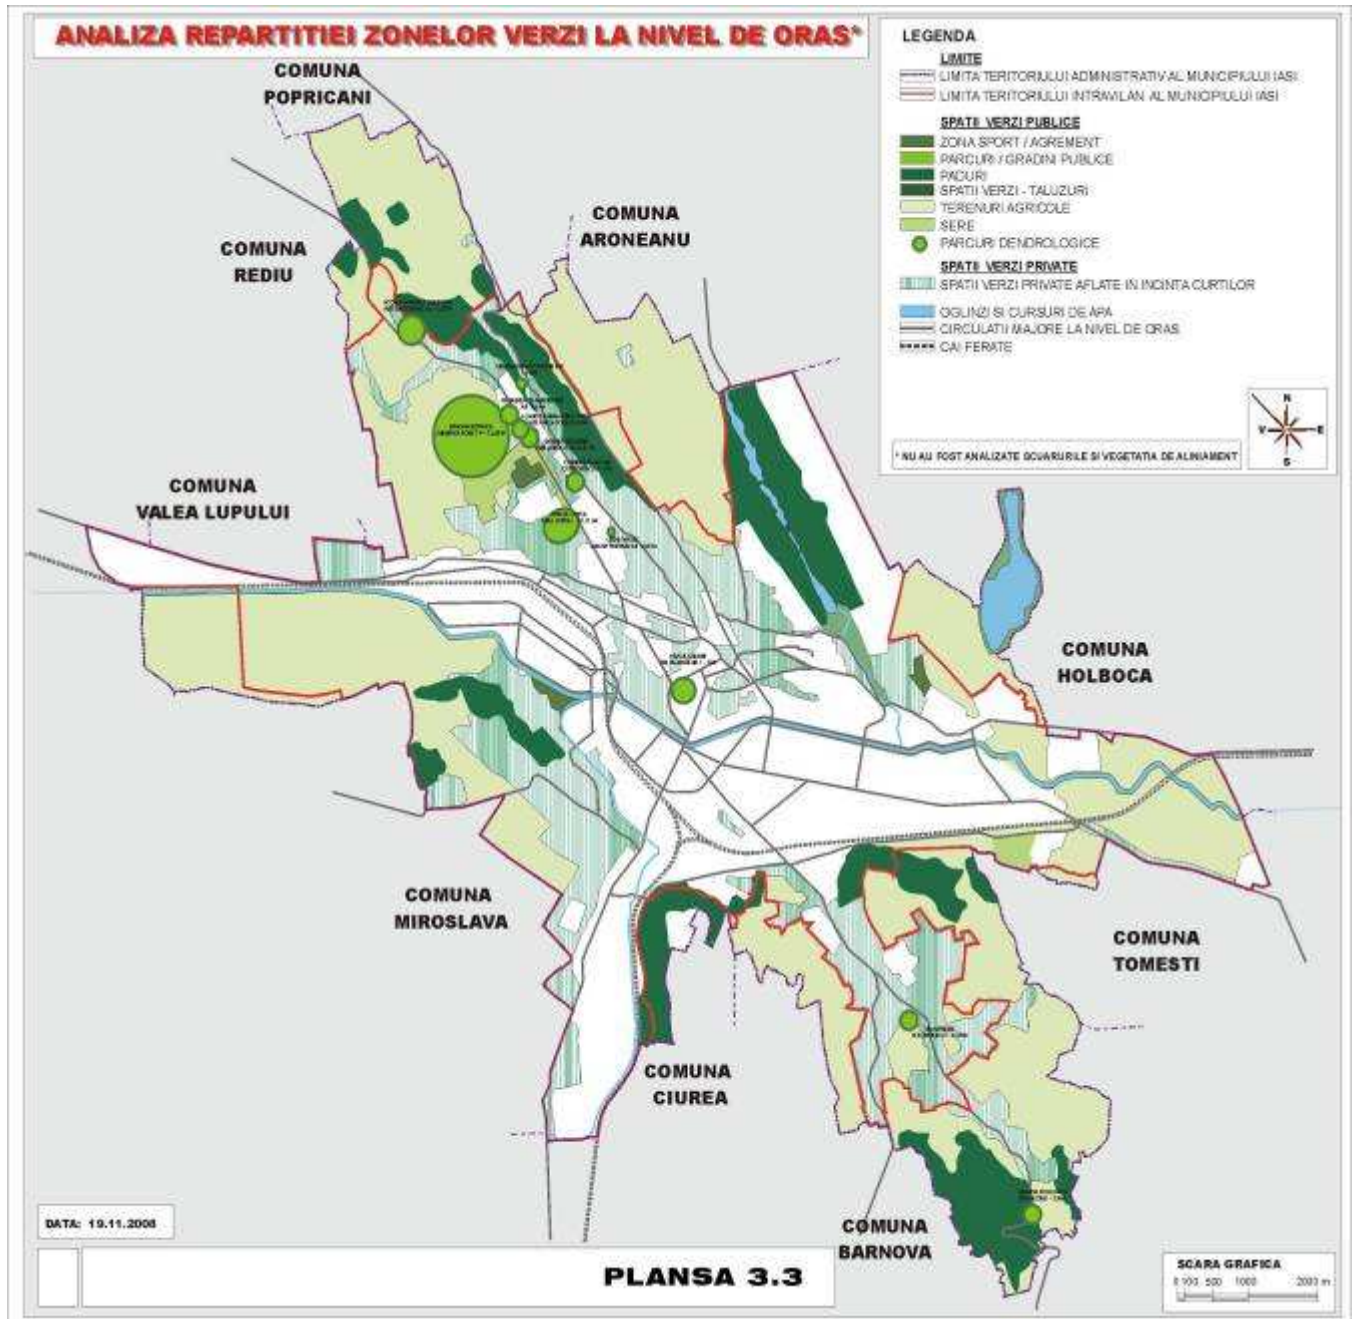 ANALIZA REPARTITIEI ZONELOR VERZI LA NIVEL DE ORAS*
LEGENDA
LIMITE
LIMITA TERITORIULUI ADMINISTRATIV AL MUNICIPIULUI IASI
LIMITA TERITORIULUI INTRAVILAN AL MUNICIPIULUI IASI
SPATII VERZI PUBLICE
ZONA SPORT / AGREMENT
PARCURI / GRADINI PUBLICE
PADURI
SPATII VERZI - TALUZURI
TERENURI AGRICOLE
SERE
PARCURI DENDROLOGICE
SPATII VERZI PRIVATE
SPATII VERZI PRIVATE AFLATE IN INCINTA CURTILOR
OGLINZI SI CURSURI DE APA
CIRCULATII MAJORE LA NIVEL DE ORAS
CAI FERATE
N
V
E
S
* NU AU FOST ANALIZATE SCUARURILE SI VEGETATIA DE ALINIAMENT
COMUNA
POPRICANI
COMUNA
ARONEANU
COMUNA
REDIU
COMUNA
VALEA LUPULUI
COMUNA
HOLBOCA
COMUNA
MIROSLAVA
COMUNA
TOMESTI
COMUNA
CIUREA
COMUNA
BARNOVA
DATA: 19.11.2008
PLANSA 3.3
SCARA GRAFICA
0 100 500 1000 2000 m